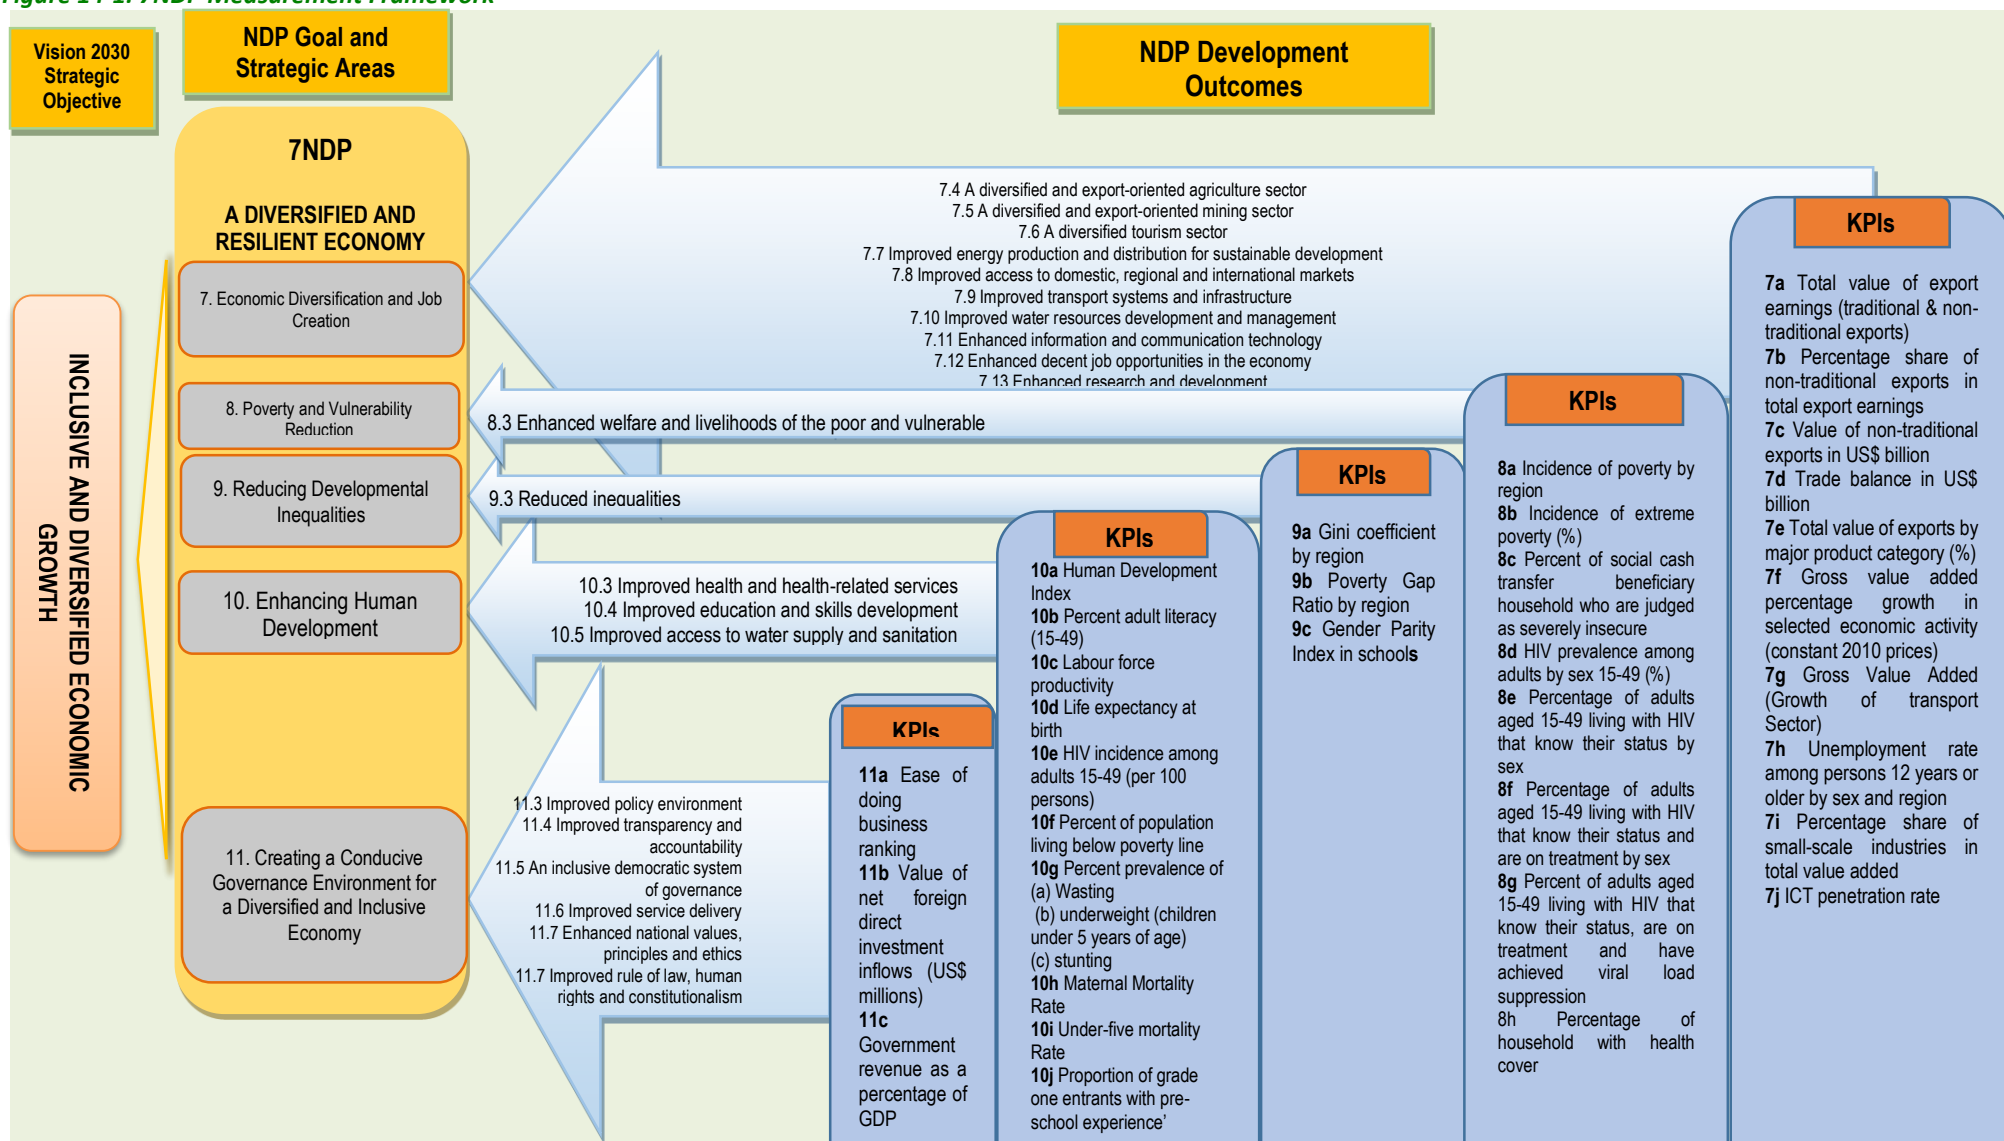 Figure 14-1: 7NDP Measurement Framework
Vision 2030
Strategic
Objective
NDP Goal and
Strategic Areas
NDP Development
Outcomes
INCLUSIVE AND DIVERSIFIED ECONOMIC
GROWTH
7NDP
A DIVERSIFIED AND
RESILIENT ECONOMY
7. Economic Diversification and Job
Creation
8. Poverty and Vulnerability
Reduction
9. Reducing Developmental
Inequalities
10. Enhancing Human
Development
11. Creating a Conducive
Governance Environment for
a Diversified and Inclusive
Economy
7.4 A diversified and export-oriented agriculture sector
7.5 A diversified and export-oriented mining sector
7.6 A diversified tourism sector
7.7 Improved energy production and distribution for sustainable development
7.8 Improved access to domestic, regional and international markets
7.9 Improved transport systems and infrastructure
7.10 Improved water resources development and management
7.11 Enhanced information and communication technology
7.12 Enhanced decent job opportunities in the economy
7.13 Enhanced research and development
8.3 Enhanced welfare and livelihoods of the poor and vulnerable
9.3 Reduced inequalities
10.3 Improved health and health-related services
10.4 Improved education and skills development
10.5 Improved access to water supply and sanitation
11.3 Improved policy environment
11.4 Improved transparency and
accountability
11.5 An inclusive democratic system
of governance
11.6 Improved service delivery
11.7 Enhanced national values,
principles and ethics
11.7 Improved rule of law, human
rights and constitutionalism
KPIs
11a Ease of
doing
business
ranking
11b Value of
net foreign
direct
investment
inflows (US$
millions)
11c
Government
revenue as a
percentage of
GDP
KPIs
10a Human Development
Index
10b Percent adult literacy
(15-49)
10c Labour force
productivity
10d Life expectancy at
birth
10e HIV incidence among
adults 15-49 (per 100
persons)
10f Percent of population
living below poverty line
10g Percent prevalence of
(a) Wasting
(b) underweight (children
under 5 years of age)
(c) stunting
10h Maternal Mortality
Rate
10i Under-five mortality
Rate
10j Proportion of grade
one entrants with pre-
school experience’
KPIs
9a Gini coefficient
by region
9b Poverty Gap
Ratio by region
9c Gender Parity
Index in schools
KPIs
8a Incidence of poverty by
region
8b Incidence of extreme
poverty (%)
8c Percent of social cash
transfer beneficiary
household who are judged
as severely insecure
8d HIV prevalence among
adults by sex 15-49 (%)
8e Percentage of adults
aged 15-49 living with HIV
that know their status by
sex
8f Percentage of adults
aged 15-49 living with HIV
that know their status and
are on treatment by sex
8g Percent of adults aged
15-49 living with HIV that
know their status, are on
treatment and have
achieved viral load
suppression
8h Percentage of
household with health
cover
KPIs
7a Total value of export
earnings (traditional & non-
traditional exports)
7b Percentage share of
non-traditional exports in
total export earnings
7c Value of non-traditional
exports in US$ billion
7d Trade balance in US$
billion
7e Total value of exports by
major product category (%)
7f Gross value added
percentage growth in
selected economic activity
(constant 2010 prices)
7g Gross Value Added
(Growth of transport
Sector)
7h Unemployment rate
among persons 12 years or
older by sex and region
7i Percentage share of
small-scale industries in
total value added
7j ICT penetration rate